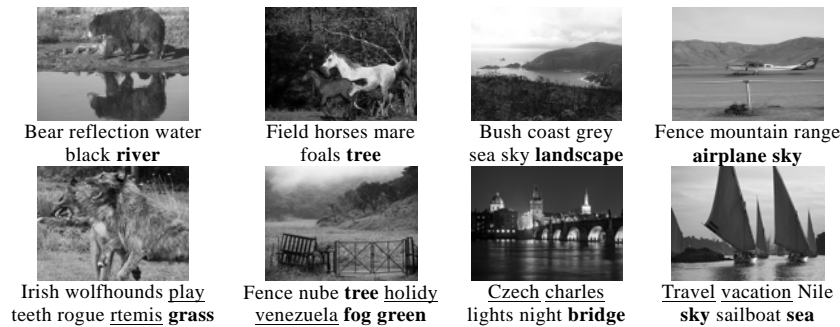 Bear reflection water
black river
Field horses mare
foals tree
Bush coast grey
sea sky landscape
Fence mountain range
airplane sky
Irish wolfhounds play
teeth rogue rtemis grass
Fence nube tree holidy
venezuela fog green
Czech charles
lights night bridge
Travel vacation Nile
sky sailboat sea